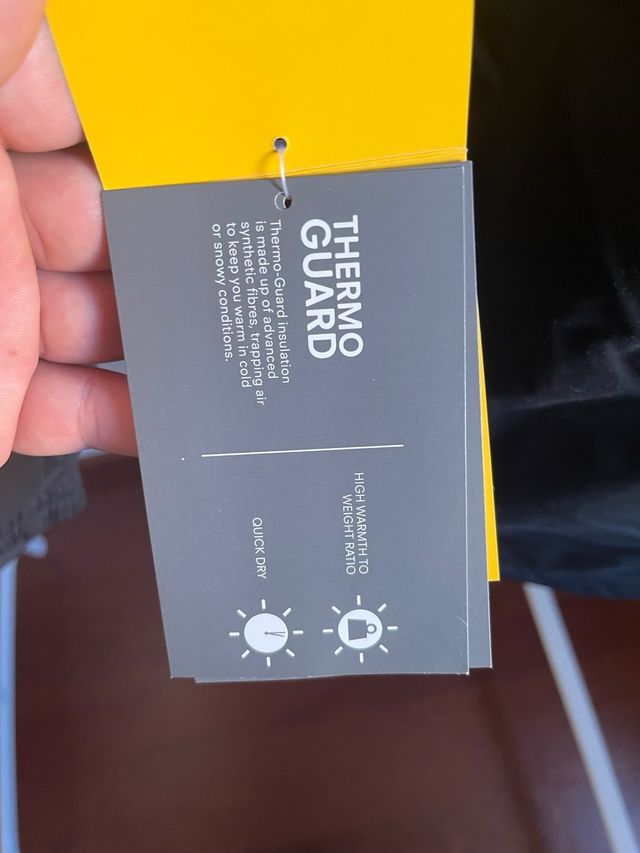 THERMO
GUARD
Thermo-Guard insulation
is made up of advanced
synthetic fibres, trapping air
to keep you warm in cold
or snowy conditions.
HIGH WARMTH TO
WEIGHT RATIO
QUICK DRY